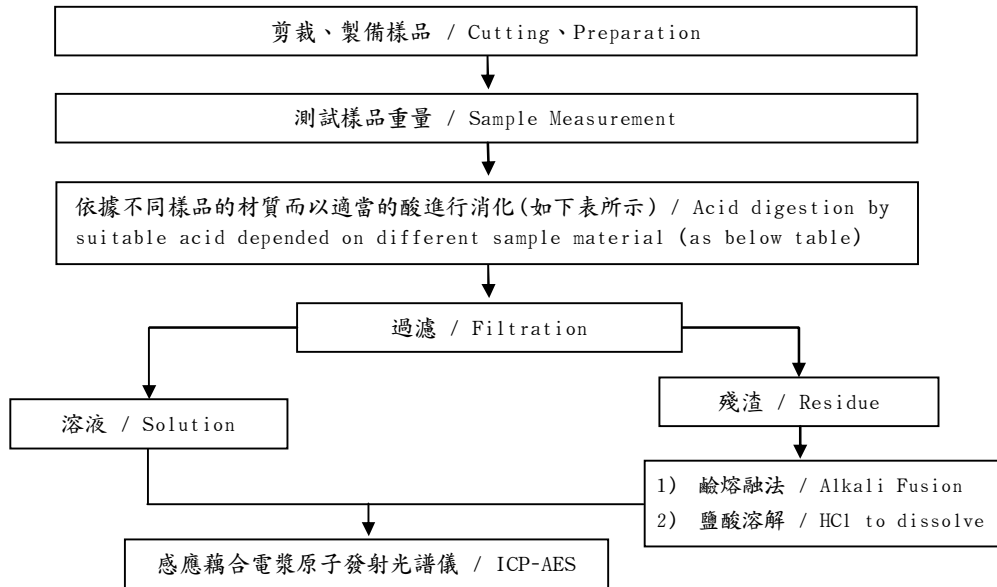 剪裁、製備樣品 / Cutting、Preparation
測試樣品重量 / Sample Measurement
依據不同樣品的材質而以適當的酸進行消化(如下表所示) / Acid digestion by
suitable acid depended on different sample material (as below table)
過濾 / Filtration
溶液 / Solution
殘渣 / Residue
1) 鹼熔融法 / Alkali Fusion
2) 鹽酸溶解 / HCl to dissolve
感應藕合電漿原子發射光譜儀 / ICP-AES